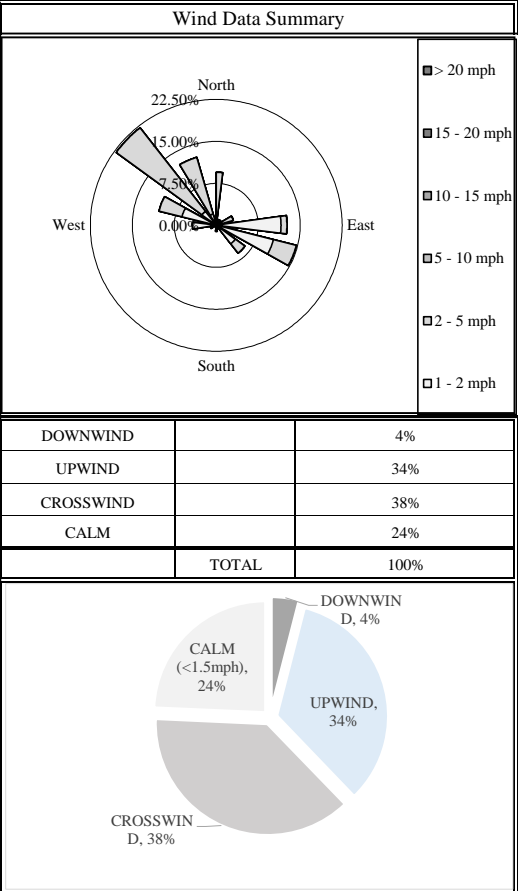 Wind Data Summary
North
22.50%
15.00%
7.50%
0.00%
West
East
South
> 20 mph
15 - 20 mph
10 - 15 mph
5 - 10 mph
2 - 5 mph
1 - 2 mph
DOWNWIND 4%
UPWIND 34%
CROSSWIND 38%
CALM 24%
TOTAL 100%
DOWNWIN
D, 4%
CALM
(<1.5mph),
24%
UPWIND,
34%
CROSSWIN
D, 38%